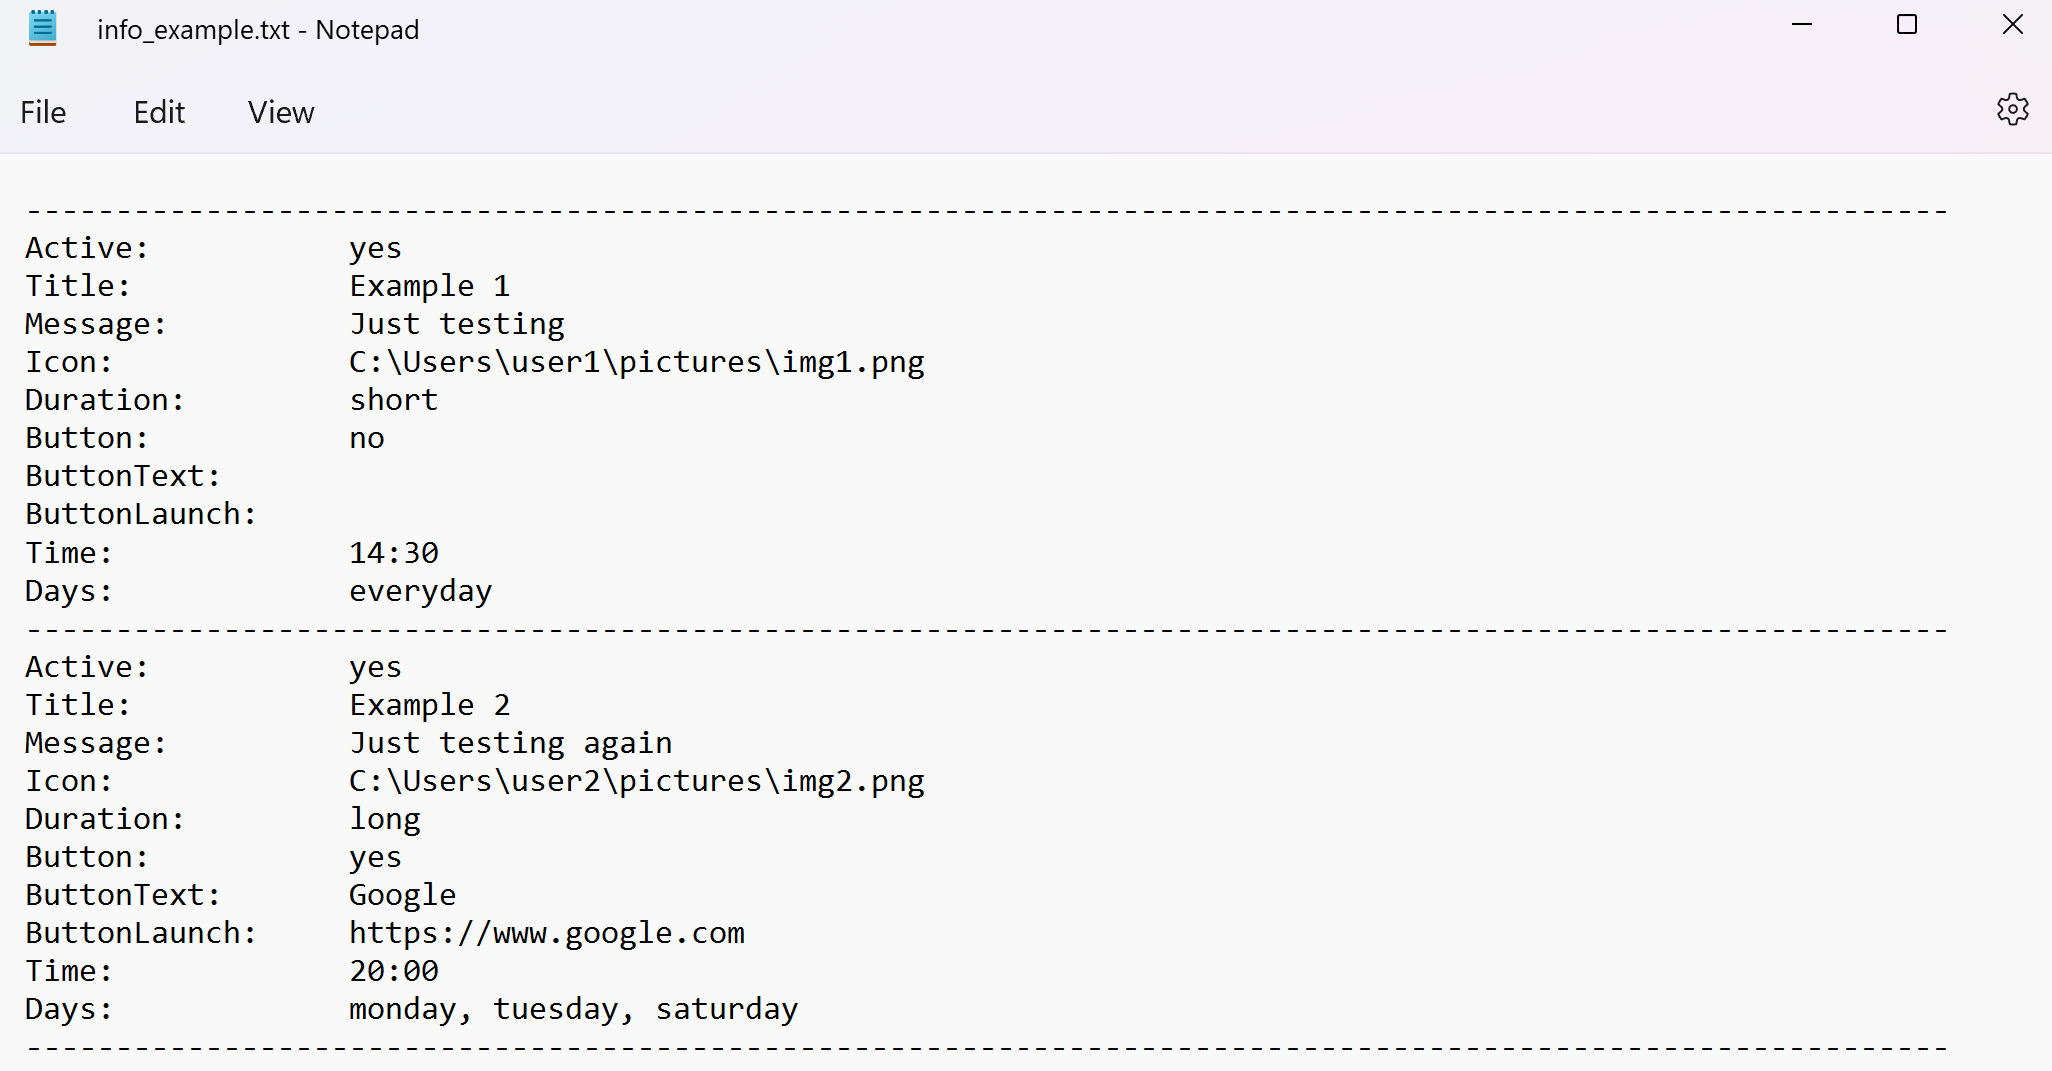 info_example.txt - Notepad
File Edit View
-----------------------------------------------------------------------------------------------------------
Active: yes
Title: Example 1
Message: Just testing
Icon: C:\Users\user1\pictures\img1.png
Duration: short
Button: no
ButtonText:
ButtonLaunch:
Time: 14:30
Days: everyday
-----------------------------------------------------------------------------------------------------------
Active: yes
Title: Example 2
Message: Just testing again
Icon: C:\Users\user2\pictures\img2.png
Duration: long
Button: yes
ButtonText: Google
ButtonLaunch: https://www.google.com
Time: 20:00
Days: monday, tuesday, saturday
-----------------------------------------------------------------------------------------------------------